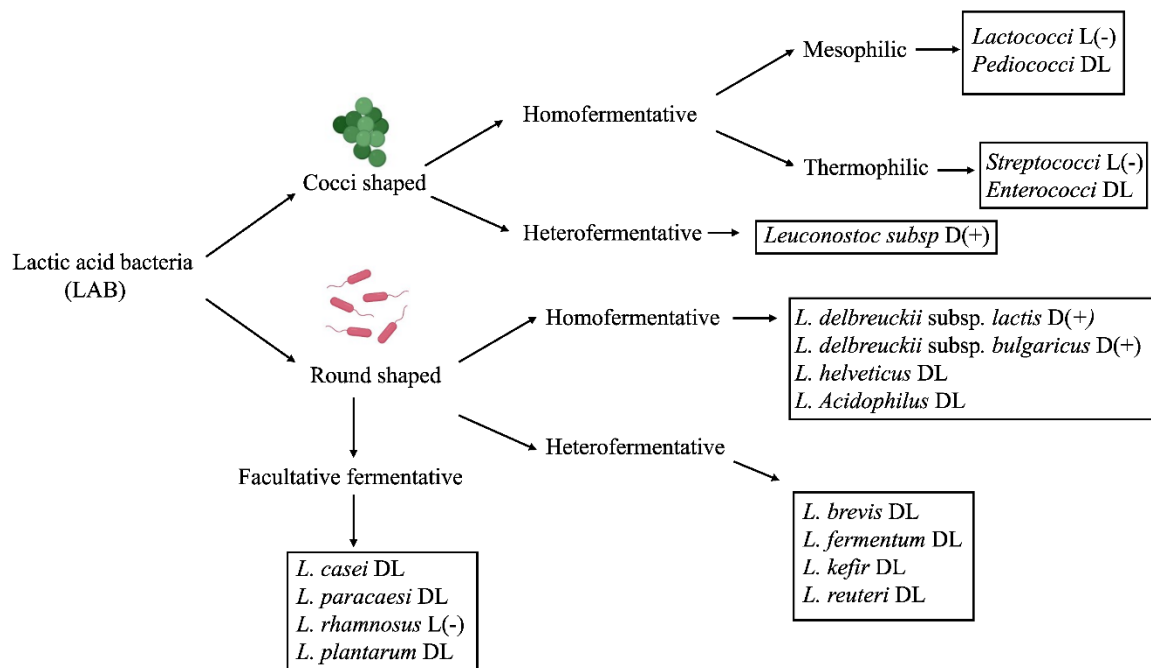 Mesophilic
Lactococci L(-)
Pediococci DL
Homofermentative
Thermophilic
Streptococci L(-)
Enterococci DL
Cocci shaped
Heterofermentative
Leuconostoc subsp D(+)
Lactic acid bacteria
(LAB)
Homofermentative
L. delbreuckii subsp. lactis D(+)
L. delbreuckii subsp. bulgaricus D(+)
L. helveticus DL
L. Acidophilus DL
Round shaped
Heterofermentative
L. brevis DL
L. fermentum DL
L. kefir DL
L. reuteri DL
Facultative fermentative
L. casei DL
L. paracaesi DL
L. rhamnosus L(-)
L. plantarum DL